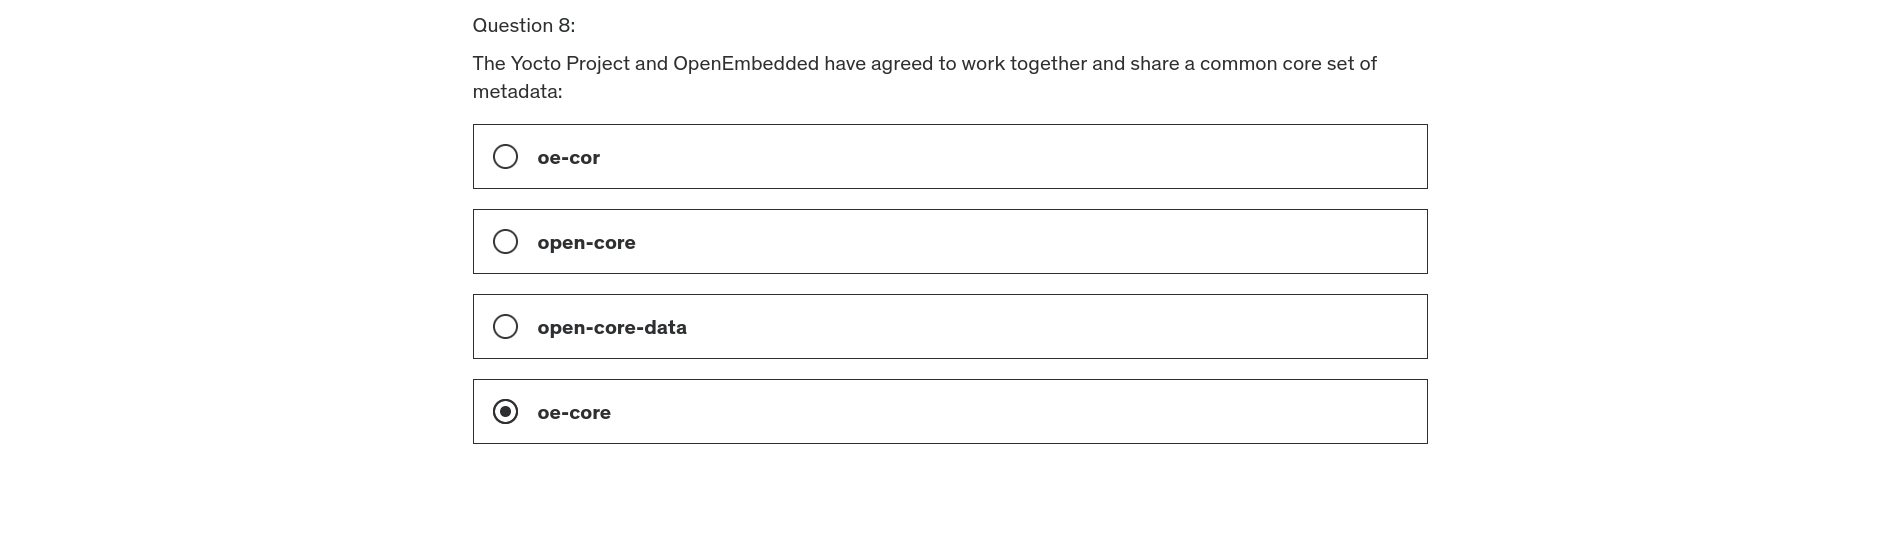 Question 8:
The Yocto Project and OpenEmbedded have agreed to work together and share a common core set of
metadata:
oe-cor
open-core
open-core-data
oe-core